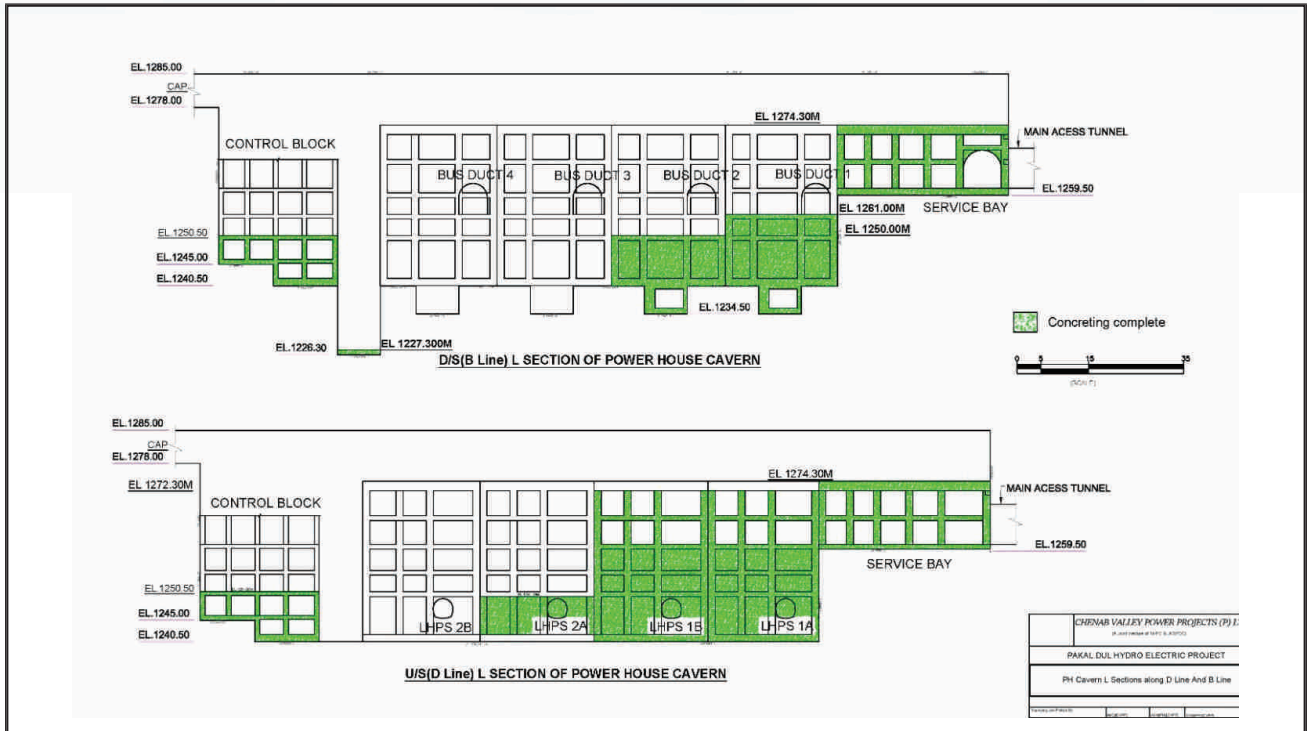 EL.1285.00
CAP
EL.1278.00
CONTROL BLOCK
EL 1274.30M
MAIN ACESS TUNNEL
BUS DUCT 4
BUS DUCT 3
BUS DUCT 2
BUS DUCT 1
EL.1259.50
EL 1261.00M
SERVICE BAY
EL 1250.00M
EL.1250.50
EL.1245.00
EL.1240.50
EL.1234.50
EL.1226.30
EL 1227.300M
D/S(B Line) L SECTION OF POWER HOUSE CAVERN
Concreting complete
0 5 15 35
(SCALE)
EL.1285.00
CAP
EL.1278.00
EL 1272.30M
CONTROL BLOCK
EL 1274.30M
MAIN ACESS TUNNEL
EL.1259.50
SERVICE BAY
EL 1250.50
EL.1245.00
EL.1240.50
LHPS 2B
LHPS 2A
LHPS 1B
LHPS 1A
U/S(D Line) L SECTION OF POWER HOUSE CAVERN
CHENAB VALLEY POWER PROJECTS (P)
PAKAL DUL HYDRO ELECTRIC PROJECT
PH Cavern L Sections along D Line And B Line